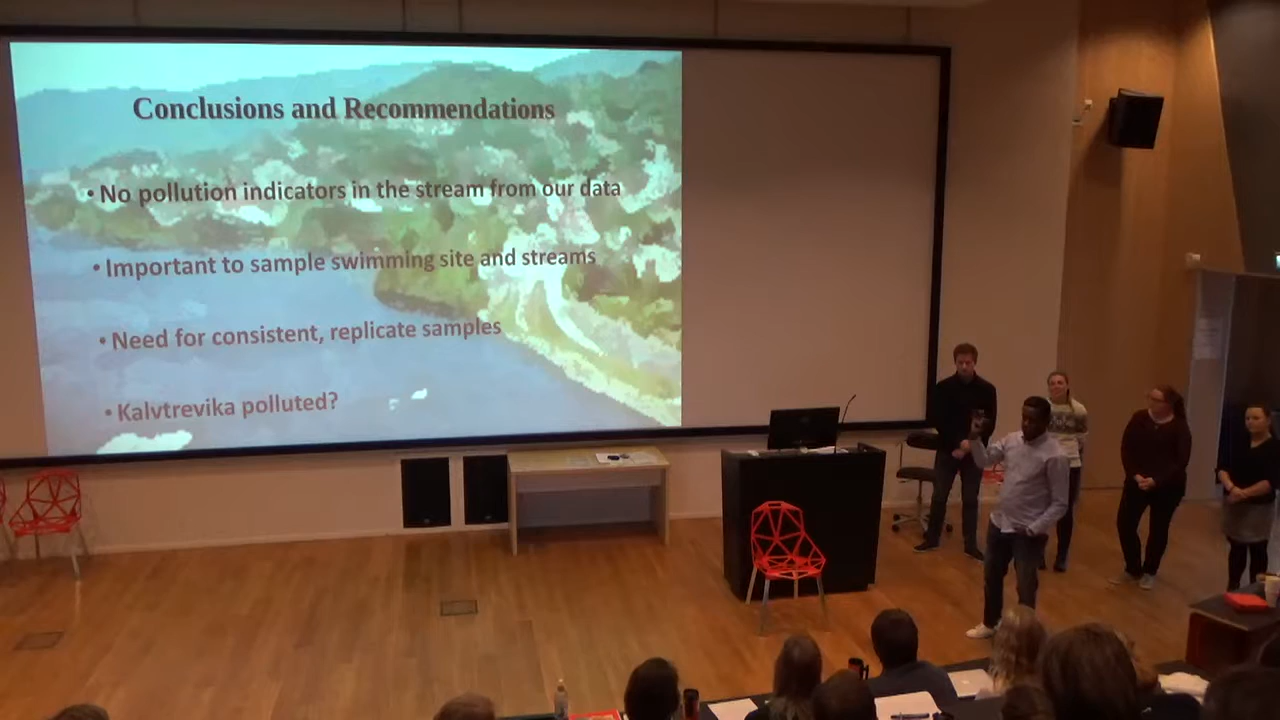 Conclusions and Recommendations
• No pollution indicators in the stream from our data
• Important to sample swimming site and streams
• Need for consistent, replicate samples
• Kalvtrevika polluted?